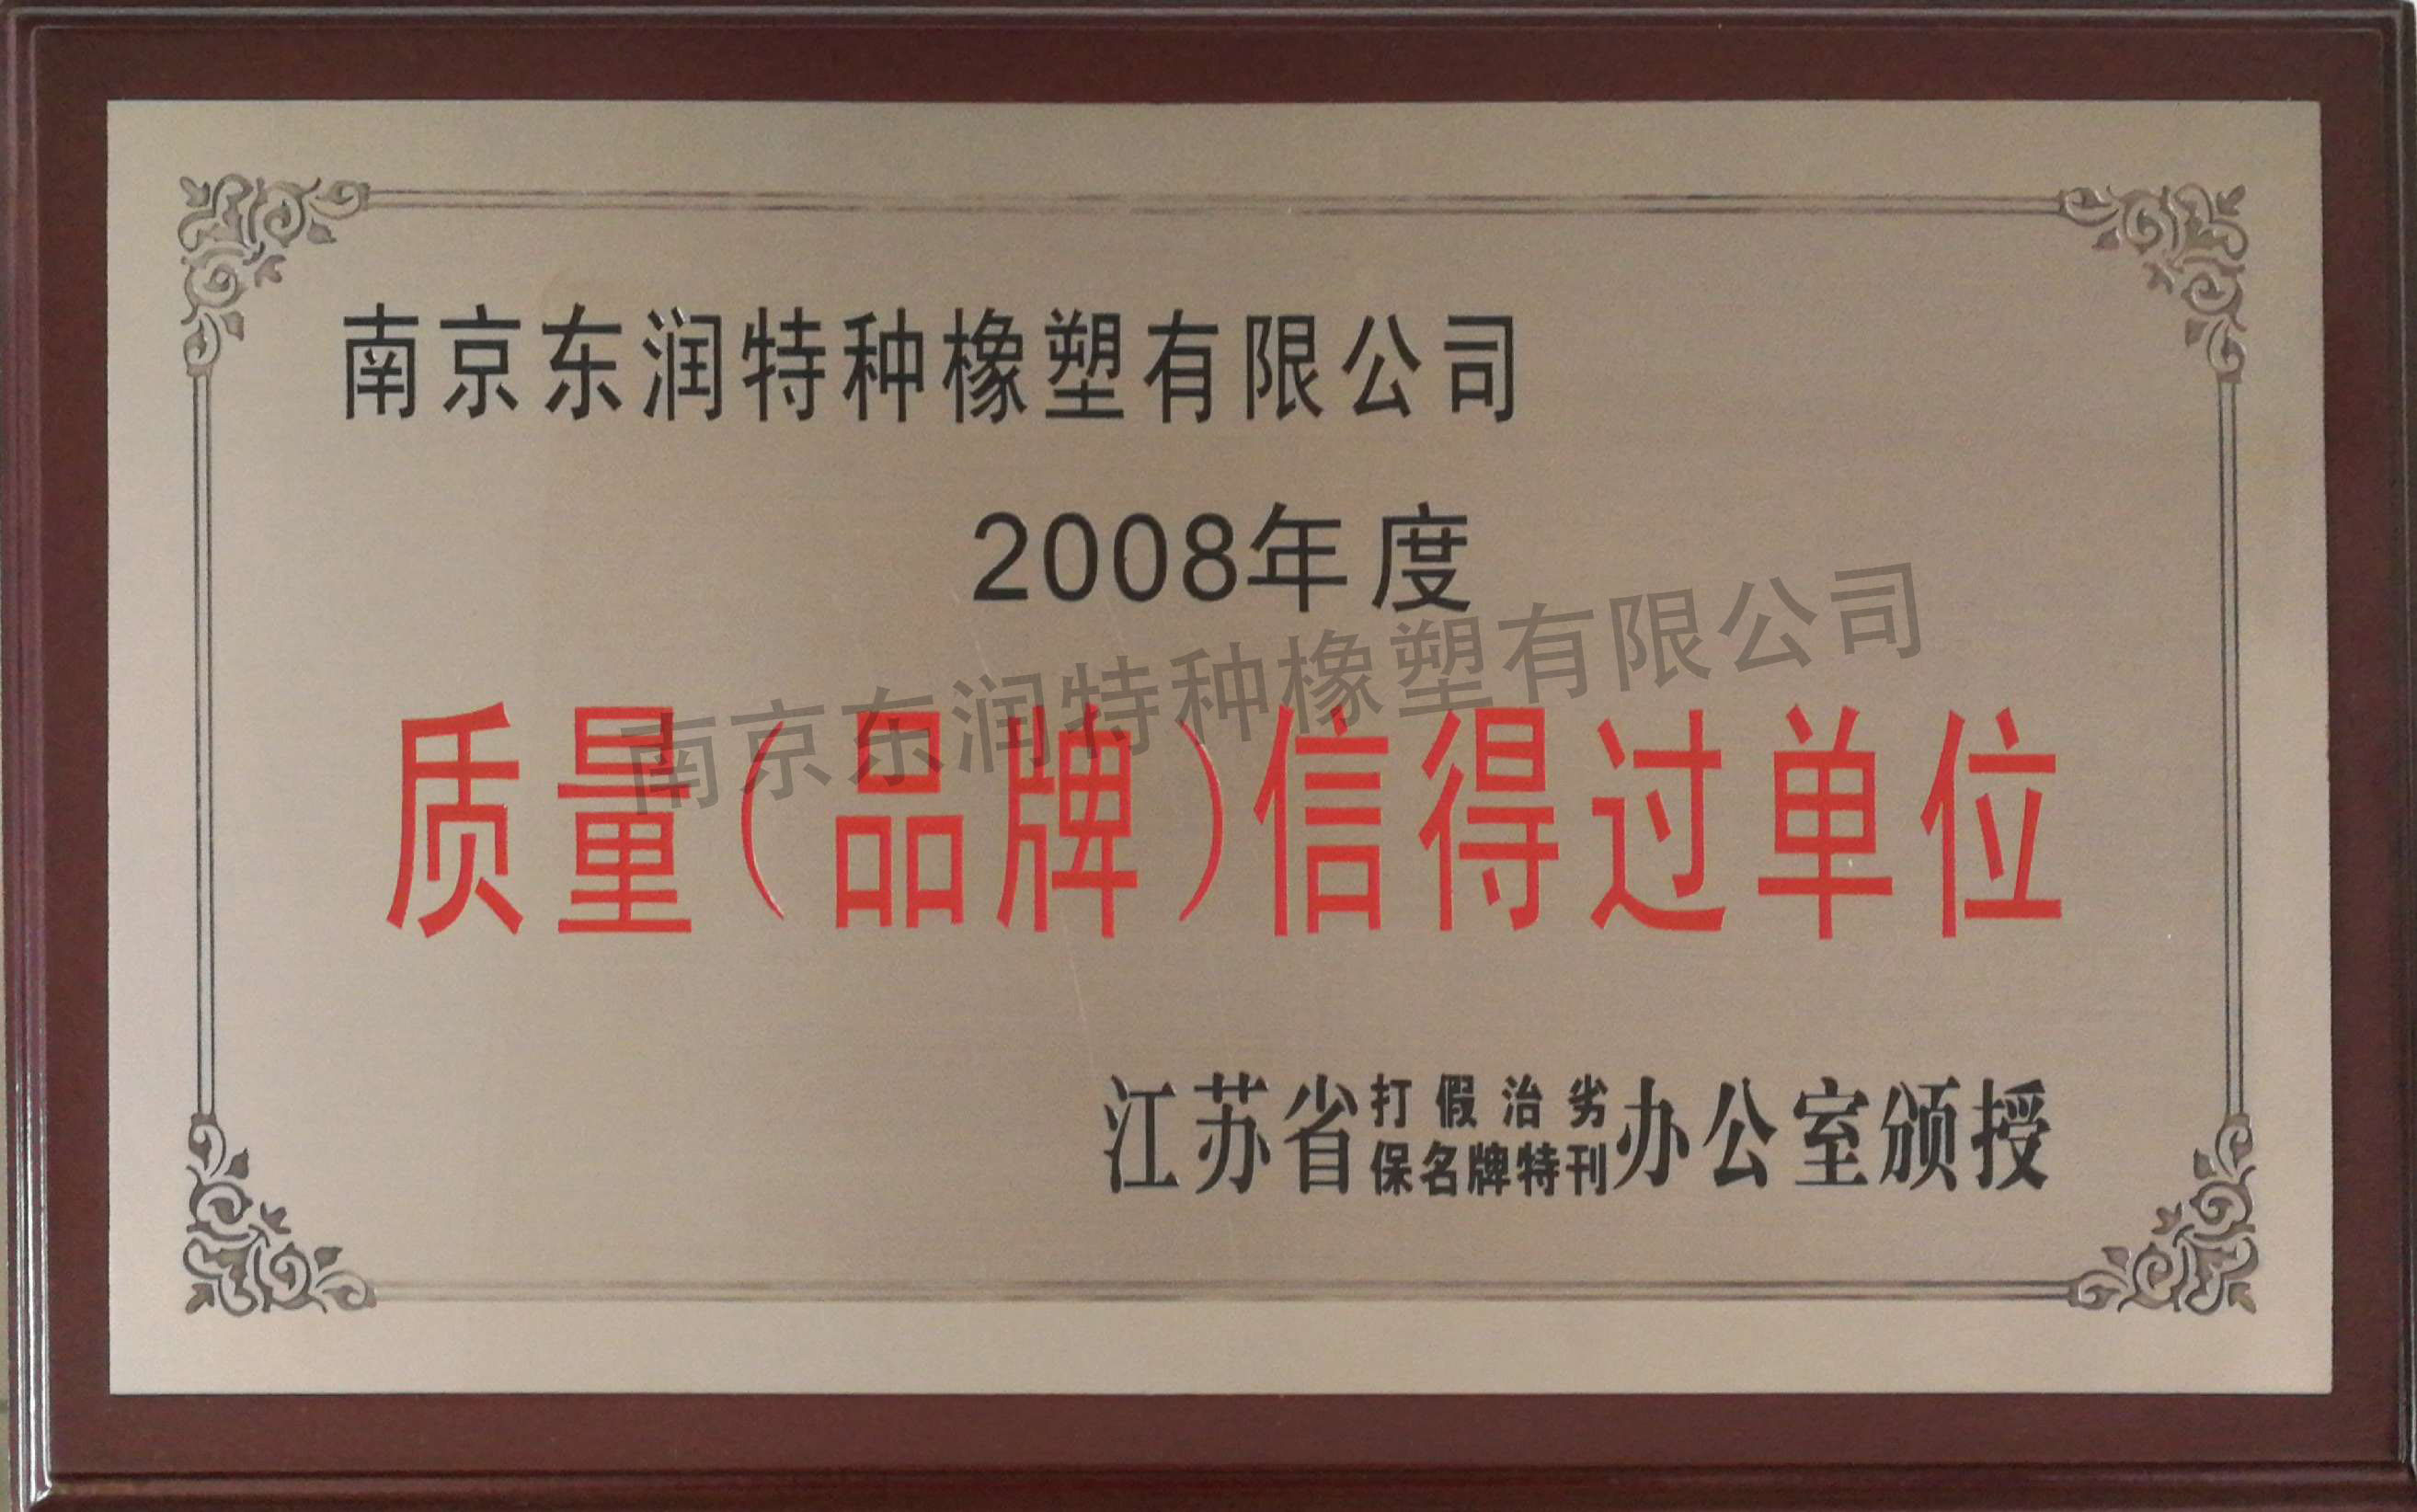 南京东润特种橡塑有限公司
2008年度
南京东润特种橡塑有限公司
质量(品牌)信得过单位
江苏省打假治劣保名牌特刊办公室颁授